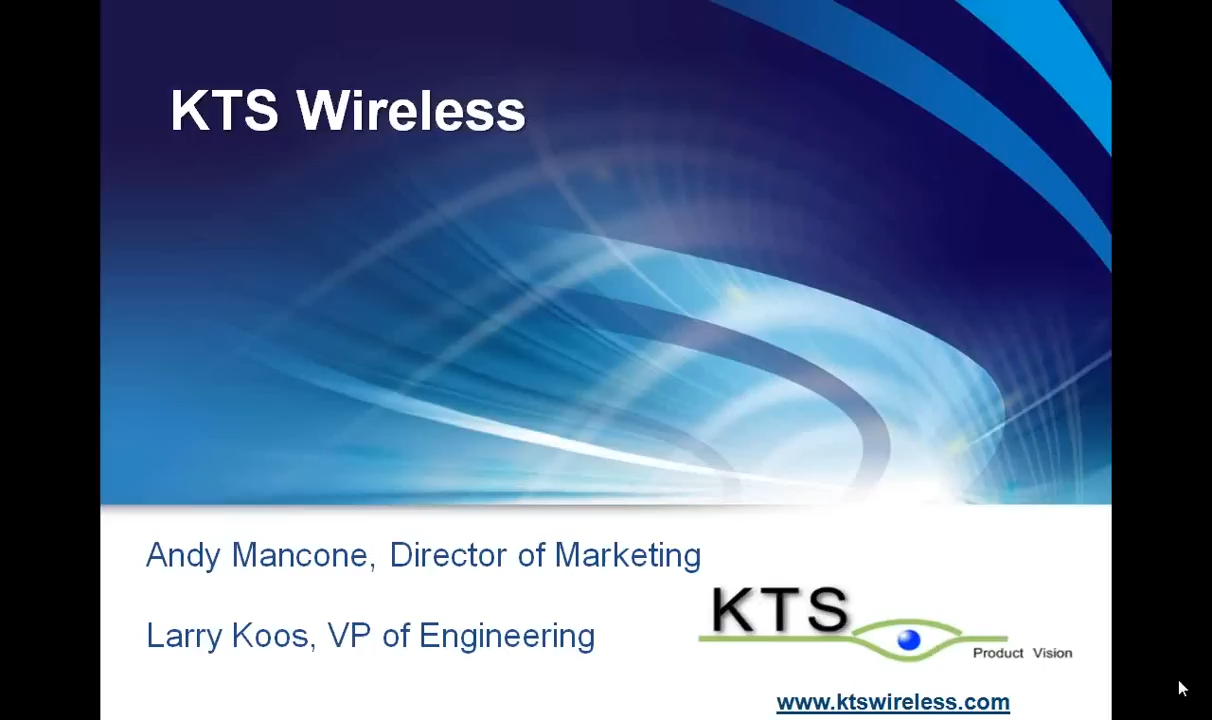 KTS Wireless
Andy Mancone, Director of Marketing
Larry Koos, VP of Engineering
KTS
Product Vision
www.ktswireless.com